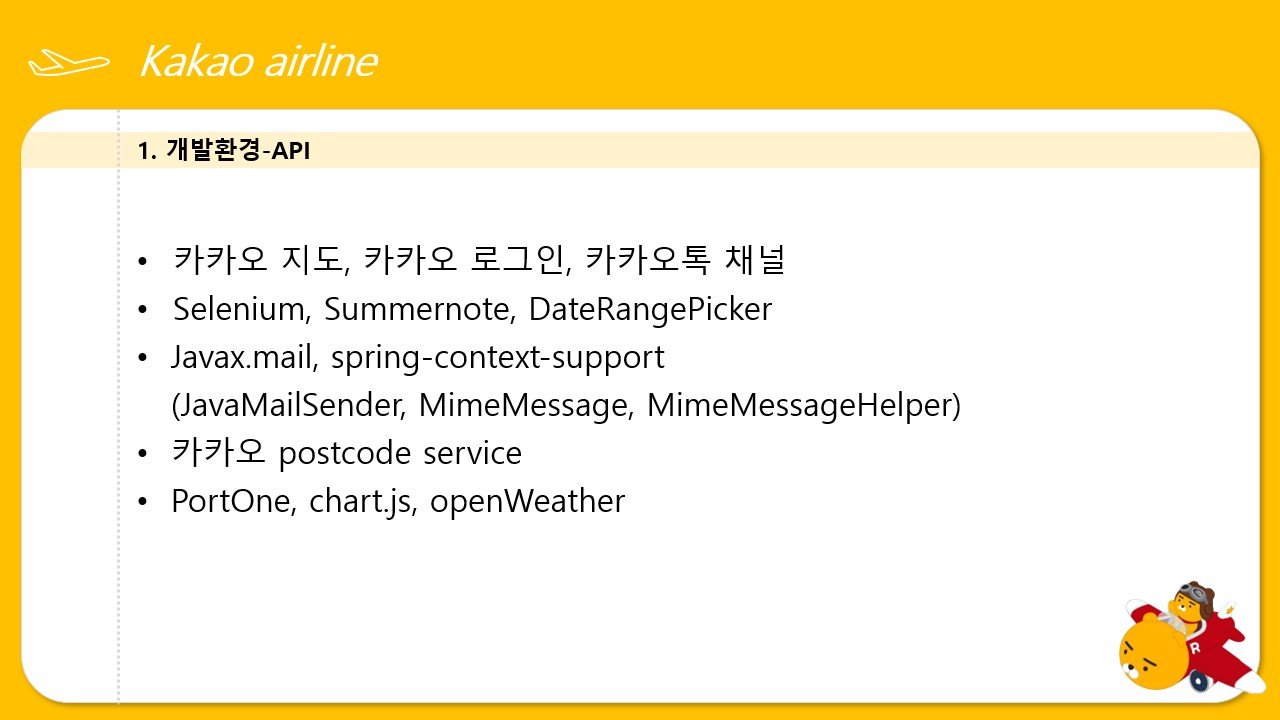 Kakao airline
1. 개발환경-API
• 카카오 지도, 카카오 로그인, 카카오톡 채널
• Selenium, Summernote, DateRangePicker
• Javax.mail, spring-context-support
(JavaMailSender, MimeMessage, MimeMessageHelper)
• 카카오 postcode service
• PortOne, chart.js, openWeather
R